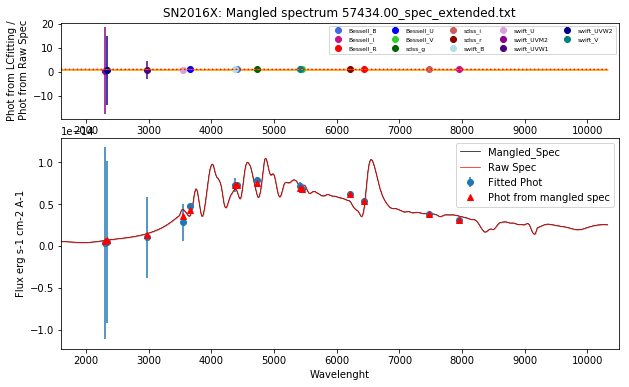 SN2016X: Mangled spectrum 57434.00_spec_extended.txt
Phot from LCfitting /
Phot from Raw Spec
20
10
0
−10
Bessell_B Bessell_U sdss_i swift_U swift_UVW2
Bessell_I Bessell_V sdss_r swift_UVM2 swift_V
Bessell_R sdss_g swift_B swift_UVW1
2000 3000 4000 5000 6000 7000 8000 9000 10000
1e−14
Flux erg s-1 cm-2 A-1
1.0
0.5
0.0
−0.5
−1.0
Mangled_Spec
Raw Spec
Fitted Phot
Phot from mangled spec
2000 3000 4000 5000 6000 7000 8000 9000 10000
Wavelenght